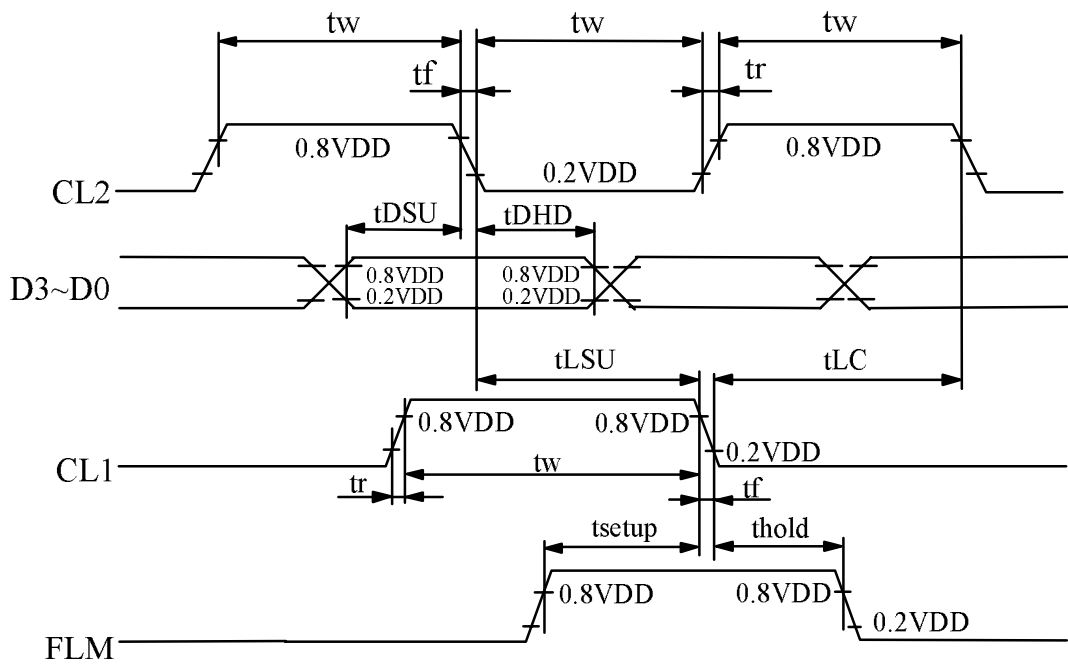 tw tw tw
tf tr
0.8VDD 0.2VDD 0.8VDD
CL2
tDSU tDHD
D3~D0 0.8VDD 0.8VDD
0.2VDD 0.2VDD
tLSU tLC
0.8VDD 0.8VDD
0.2VDD
CL1
tw
tr tf
tsetup thold
0.8VDD 0.8VDD
0.2VDD
FLM